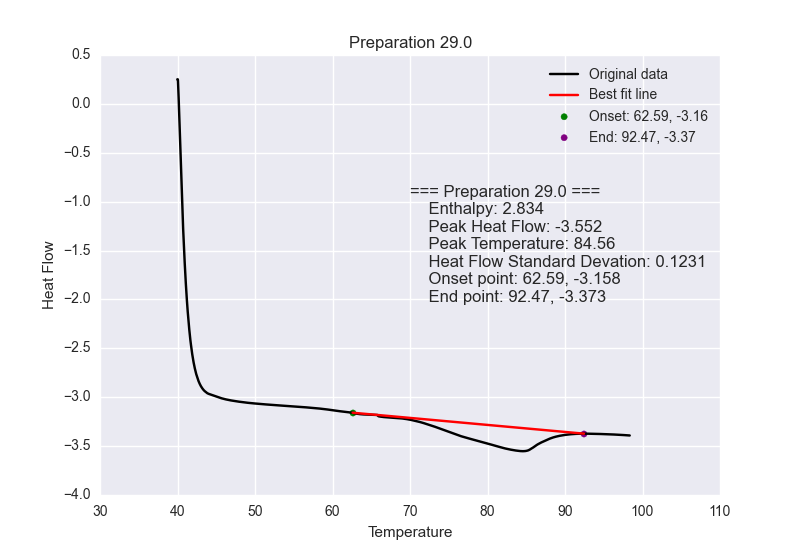 Preparation 29.0
Original data
Best fit line
Onset: 62.59, -3.16
End: 92.47, -3.37
=== Preparation 29.0 ===
Enthalpy: 2.834
Peak Heat Flow: -3.552
Peak Temperature: 84.56
Heat Flow Standard Devation: 0.1231
Onset point: 62.59, -3.158
End point: 92.47, -3.373
Heat Flow
0.5
0.0
−0.5
−1.0
−1.5
−2.0
−2.5
−3.0
−3.5
−4.0
30 40 50 60 70 80 90 100 110
Temperature